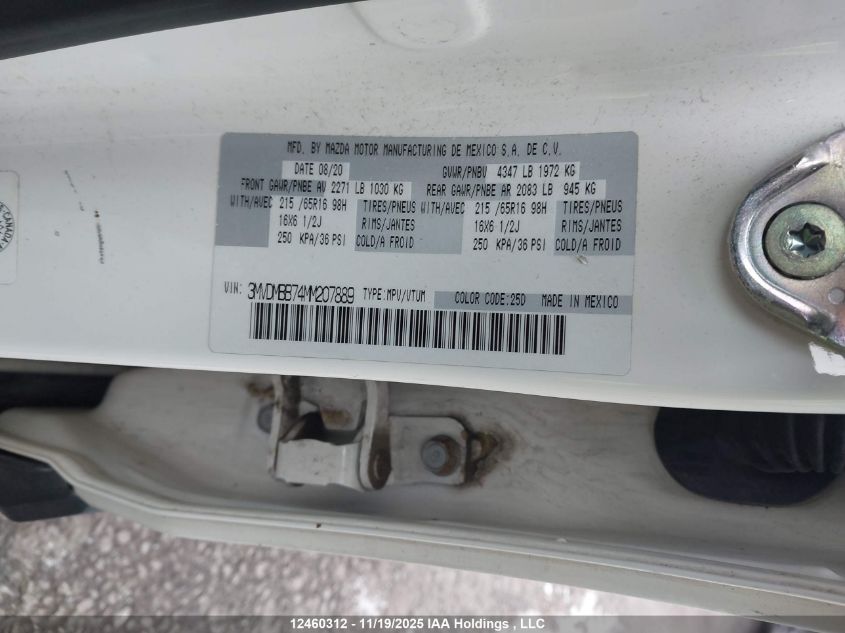 MFD. BY MAZDA MOTOR MANUFACTURING DE MEXICO S.A. DE C.V.
DATE 08/20 GVWR/PNBV 4347 LB 1972 KG
FRONT GAWR/PNBE AV 2271 LB 1030 KG REAR GAWR/PNBE AR 2083 LB 945 KG
WITH/AVEC 215 /65R16 98H TIRES/PNEUS WITH/AVEC 215 /65R16 98H TIRES/PNEUS
16X6 1/2J RIMS/JANTES 16X6 1/2J RIMS/JANTES
250 KPA/36 PSI COLD/A FROID 250 KPA/36 PSI COLD/A FROID
VIN: 3MVDMBB74MM207889 TYPE:MPV/VTUM COLOR CODE:25D MADE IN MEXICO
CANADA
12460312 - 11/19/2025 IAA Holdings , LLC